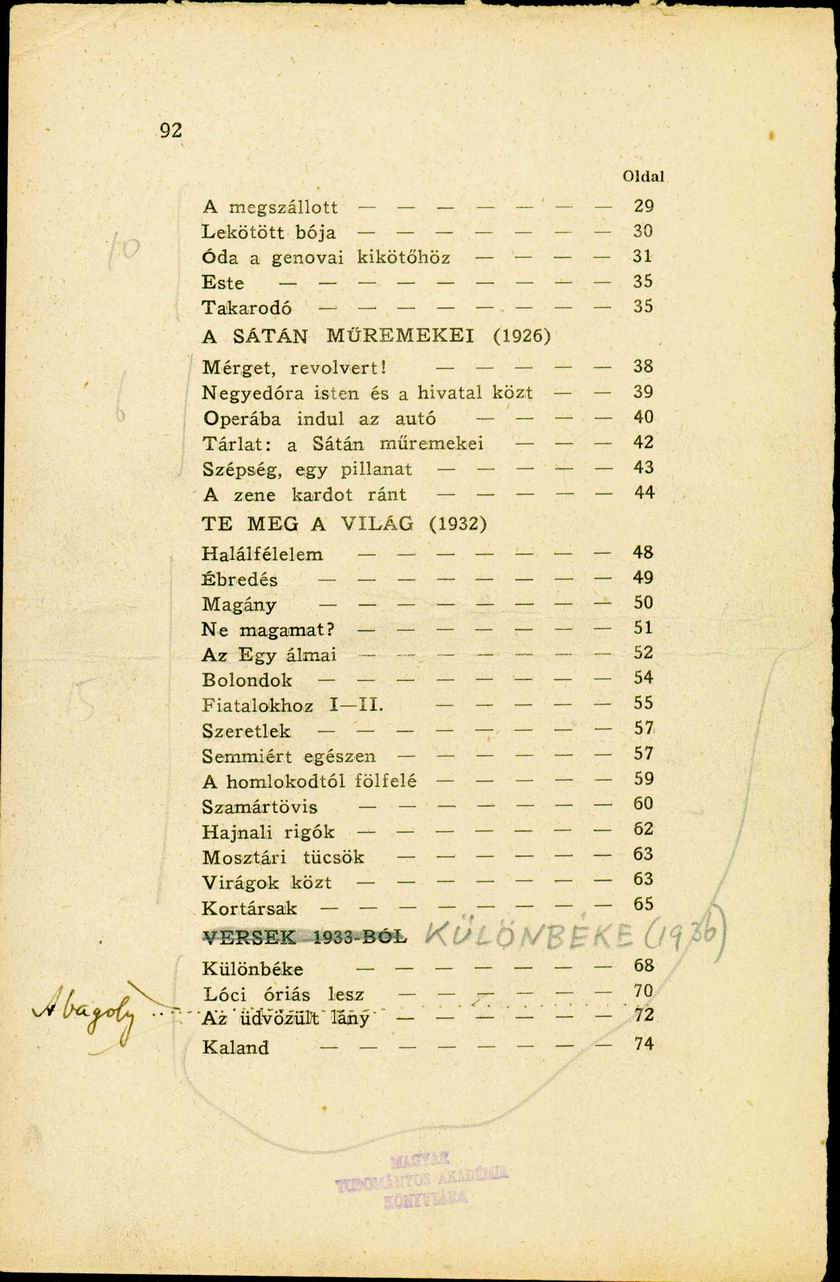 92
Oldal
A megszállott — — — — — — — 29
Lekötött bója — — — — — — — 30
10
Óda a genovai kikötőhöz — — — — 31
Este — — — — — — — — — 35
Takarodó — — — — — — — — 35
A SÁTÁN MŰREMEKEI (1926)
Mérget, revolvert! — — — — — 38
Negyedóra isten és a hivatal közt — — 39
6
Operába indul az autó — — — — 40
Tárlat: a Sátán műremekei — — — 42
Szépség, egy pillanat — — — — — 43
A zene kardot ránt — — — — — 44
TE MEG A VILÁG (1932)
Halálfélelem — — — — — — — 48
Ébredés — — — — — — — — 49
Magány — — — — — — — — 50
Ne magamat? — — — — — — — 51
Az Egy álmai — — — — — — — 52
Bolondok — — — — — — — — 54
15
Fiatalokhoz I—II. — — — — — 55
Szeretlek — — — — — — — — 57
Semmiért egészen — — — — — — 57
A homlokodtól fölfelé — — — — — 59
Szamártövis — — — — — — — 60
Hajnali rigók — — — — — — — 62
Mosztári tücsök — — — — — — 63
Virágok közt — — — — — — — 63
Kortársak — — — — — — — — 65
VERSEK 1933-BÓL KÜLÖNBÉKE (1936)
Különbéke — — — — — — — 68
Lóci óriás lesz — — — — — — 70
A bagoly
Az üdvözült lány — — — — — — 72
Kaland — — — — — — — — 74
MAGYAR
TUDOMÁNYOS AKADÉMIA
KÖNYVTÁRA